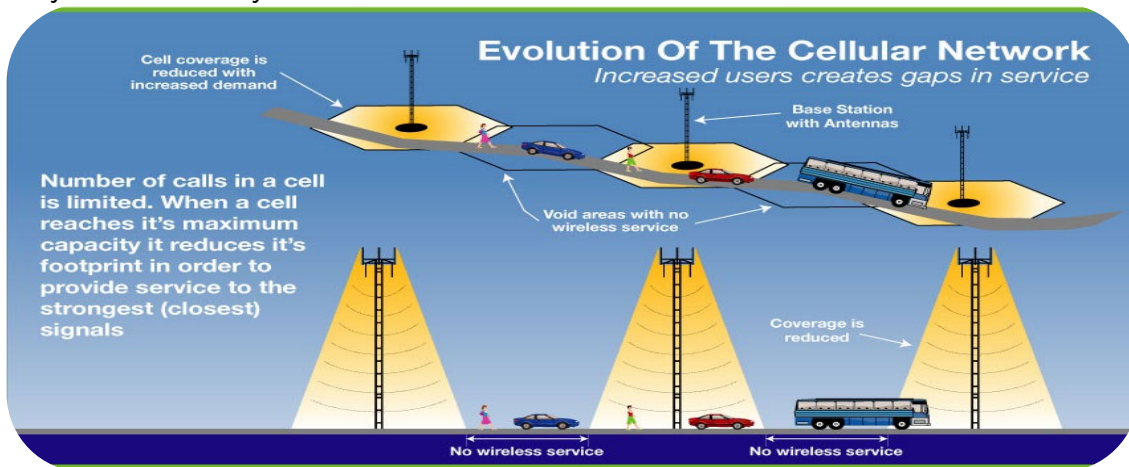 Evolution Of The Cellular Network
Increased users creates gaps in service
Cell coverage is
reduced with
increased demand
Base Station
with Antennas
Number of calls in a cell
is limited. When a cell
reaches it's maximum
capacity it reduces it's
footprint in order to
provide service to the
strongest (closest)
signals
Void areas with no
wireless service
Coverage is
reduced
No wireless service
No wireless service